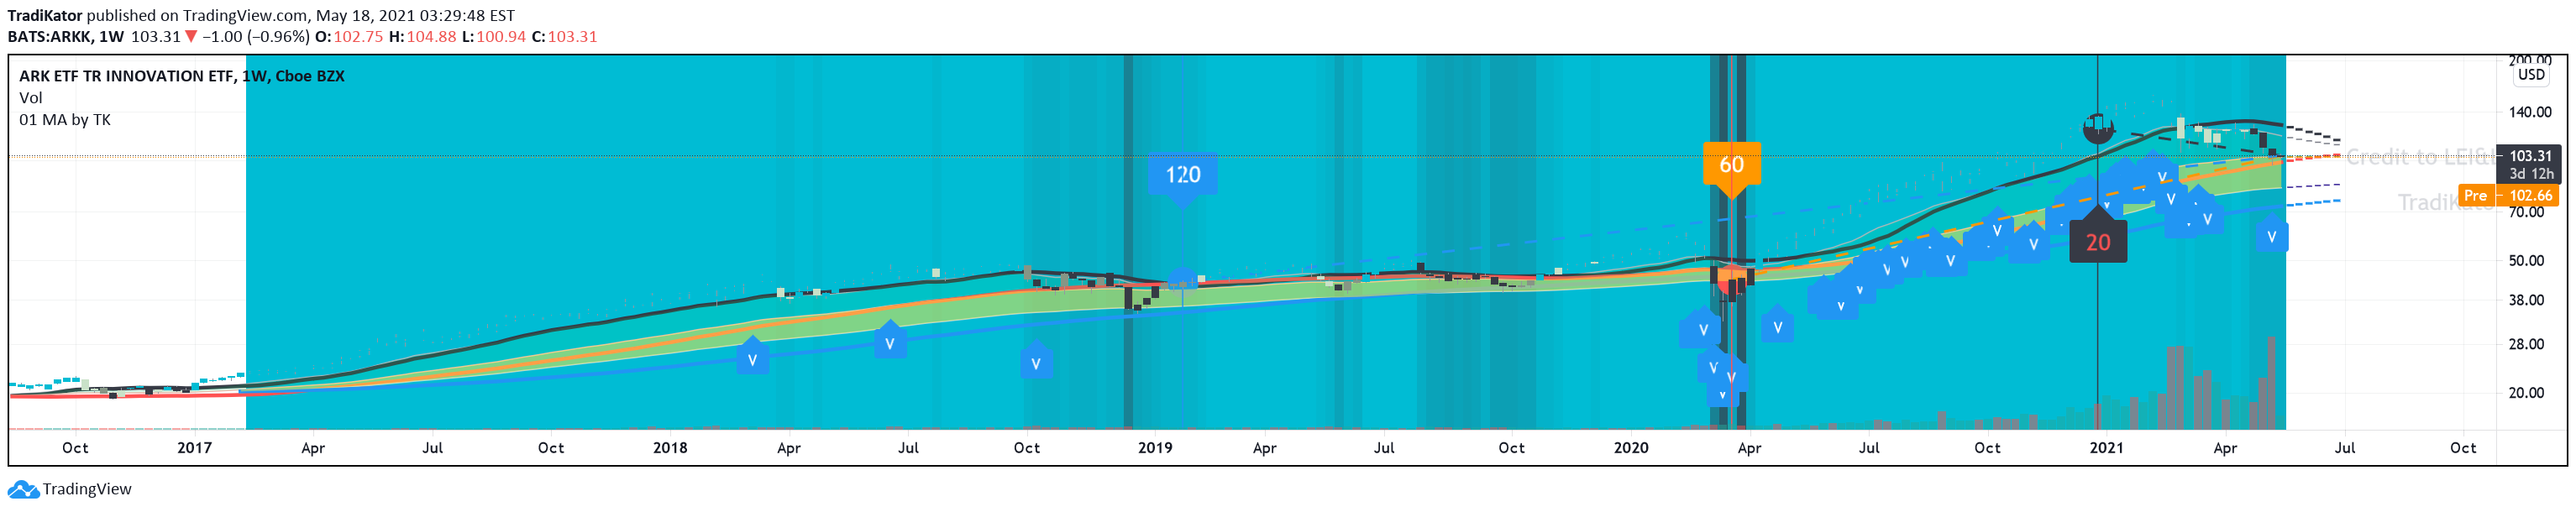 TradiKator published on TradingView.com, May 18, 2021 03:29:48 EST
BATS:ARKK, 1W 103.31 ▼ −1.00 (−0.96%) O:102.75 H:104.88 L:100.94 C:103.31
ARK ETF TR INNOVATION ETF, 1W, Cboe BZX
Vol
01 MA by TK
200.00
USD
140.00
Credit to LEI&L
103.31
3d 12h
Pre 102.66
70.00
50.00
38.00
28.00
20.00
120
60
20
V V V V V V V V V V V V V V V V V V V V V V V V
Oct 2017 Apr Jul Oct 2018 Apr Jul Oct 2019 Apr Jul Oct 2020 Apr Jul Oct 2021 Apr Jul Oct
TradingView